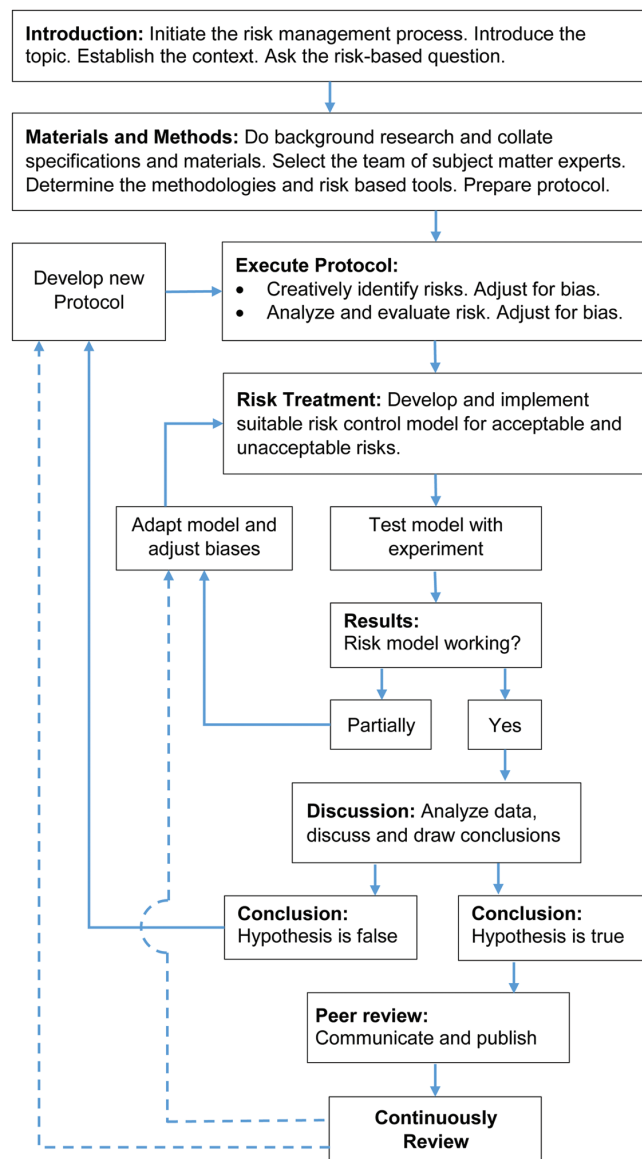 Introduction: Initiate the risk management process. Introduce the
topic. Establish the context. Ask the risk-based question.
Materials and Methods: Do background research and collate
specifications and materials. Select the team of subject matter experts.
Determine the methodologies and risk based tools. Prepare protocol.
Develop new
Protocol
Execute Protocol:
• Creatively identify risks. Adjust for bias.
• Analyze and evaluate risk. Adjust for bias.
Risk Treatment: Develop and implement
suitable risk control model for acceptable and
unacceptable risks.
Adapt model and
adjust biases
Test model with
experiment
Results:
Risk model working?
Partially
Yes
Discussion: Analyze data,
discuss and draw conclusions
Conclusion:
Hypothesis is false
Conclusion:
Hypothesis is true
Peer review:
Communicate and publish
Continuously
Review